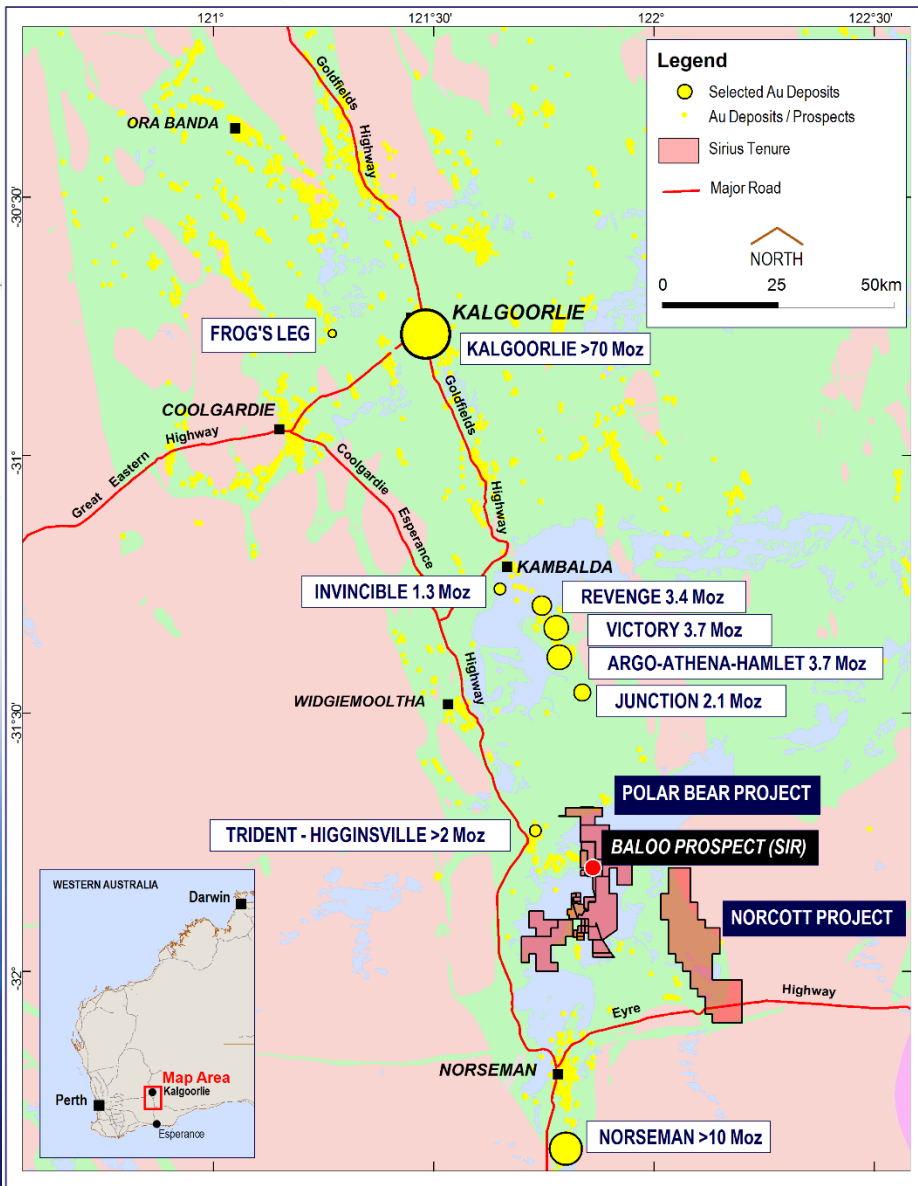 121°
121°30'
122°
122°30'
-30°30'
-31°
-31°30'
-32°
Legend
Selected Au Deposits
Au Deposits / Prospects
Sirius Tenure
Major Road
NORTH
0 25 50km
Goldfields
Highway
ORA BANDA
KALGOORLIE
FROG'S LEG
KALGOORLIE >70 Moz
COOLGARDIE
Great Eastern Highway
Goldfields
Highway
Coolgardie
Esperance
Highway
KAMBALDA
INVINCIBLE 1.3 Moz
REVENGE 3.4 Moz
VICTORY 3.7 Moz
ARGO-ATHENA-HAMLET 3.7 Moz
JUNCTION 2.1 Moz
WIDGIEMOOLTHA
POLAR BEAR PROJECT
TRIDENT - HIGGINSVILLE >2 Moz
BALOO PROSPECT (SIR)
NORCOTT PROJECT
Eyre Highway
NORSEMAN
NORSEMAN >10 Moz
WESTERN AUSTRALIA
Darwin
Map Area
Kalgoorlie
Perth
Esperance